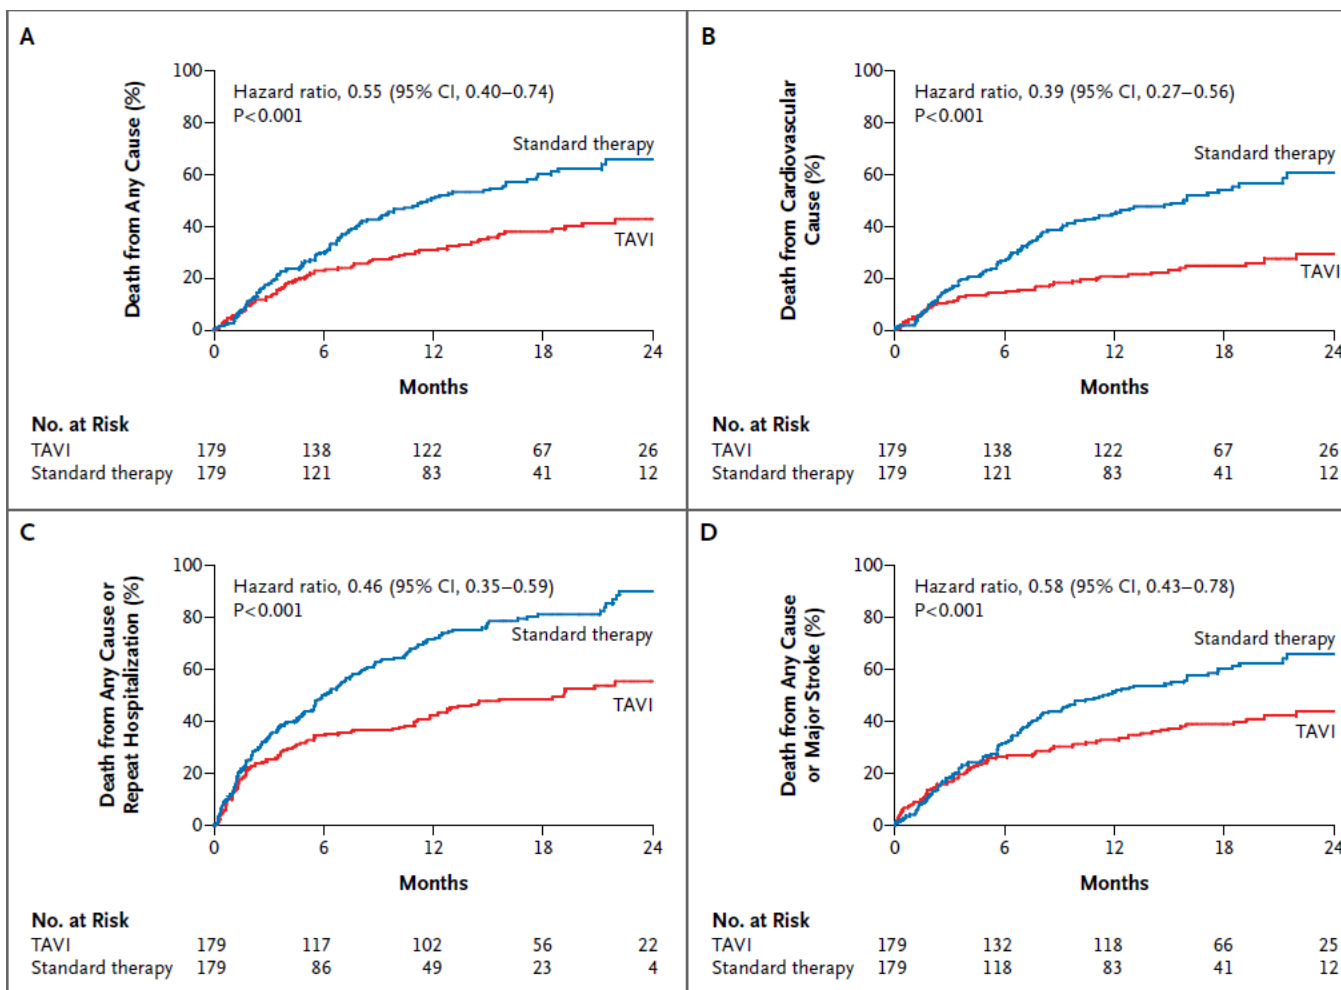 A
Death from Any Cause (%)
100
80
60
40
20
0
Hazard ratio, 0.55 (95% CI, 0.40–0.74)
P<0.001
Standard therapy
TAVI
0 6 12 18 24
Months
No. at Risk
TAVI 179 138 122 67 26
Standard therapy 179 121 83 41 12
B
Death from Cardiovascular
Cause (%)
100
80
60
40
20
0
Hazard ratio, 0.39 (95% CI, 0.27–0.56)
P<0.001
Standard therapy
TAVI
0 6 12 18 24
Months
No. at Risk
TAVI 179 138 122 67 26
Standard therapy 179 121 83 41 12
C
Death from Any Cause or
Repeat Hospitalization (%)
100
80
60
40
20
0
Hazard ratio, 0.46 (95% CI, 0.35–0.59)
P<0.001
Standard therapy
TAVI
0 6 12 18 24
Months
No. at Risk
TAVI 179 117 102 56 22
Standard therapy 179 86 49 23 4
D
Death from Any Cause
or Major Stroke (%)
100
80
60
40
20
0
Hazard ratio, 0.58 (95% CI, 0.43–0.78)
P<0.001
Standard therapy
TAVI
0 6 12 18 24
Months
No. at Risk
TAVI 179 132 118 66 25
Standard therapy 179 118 83 41 12